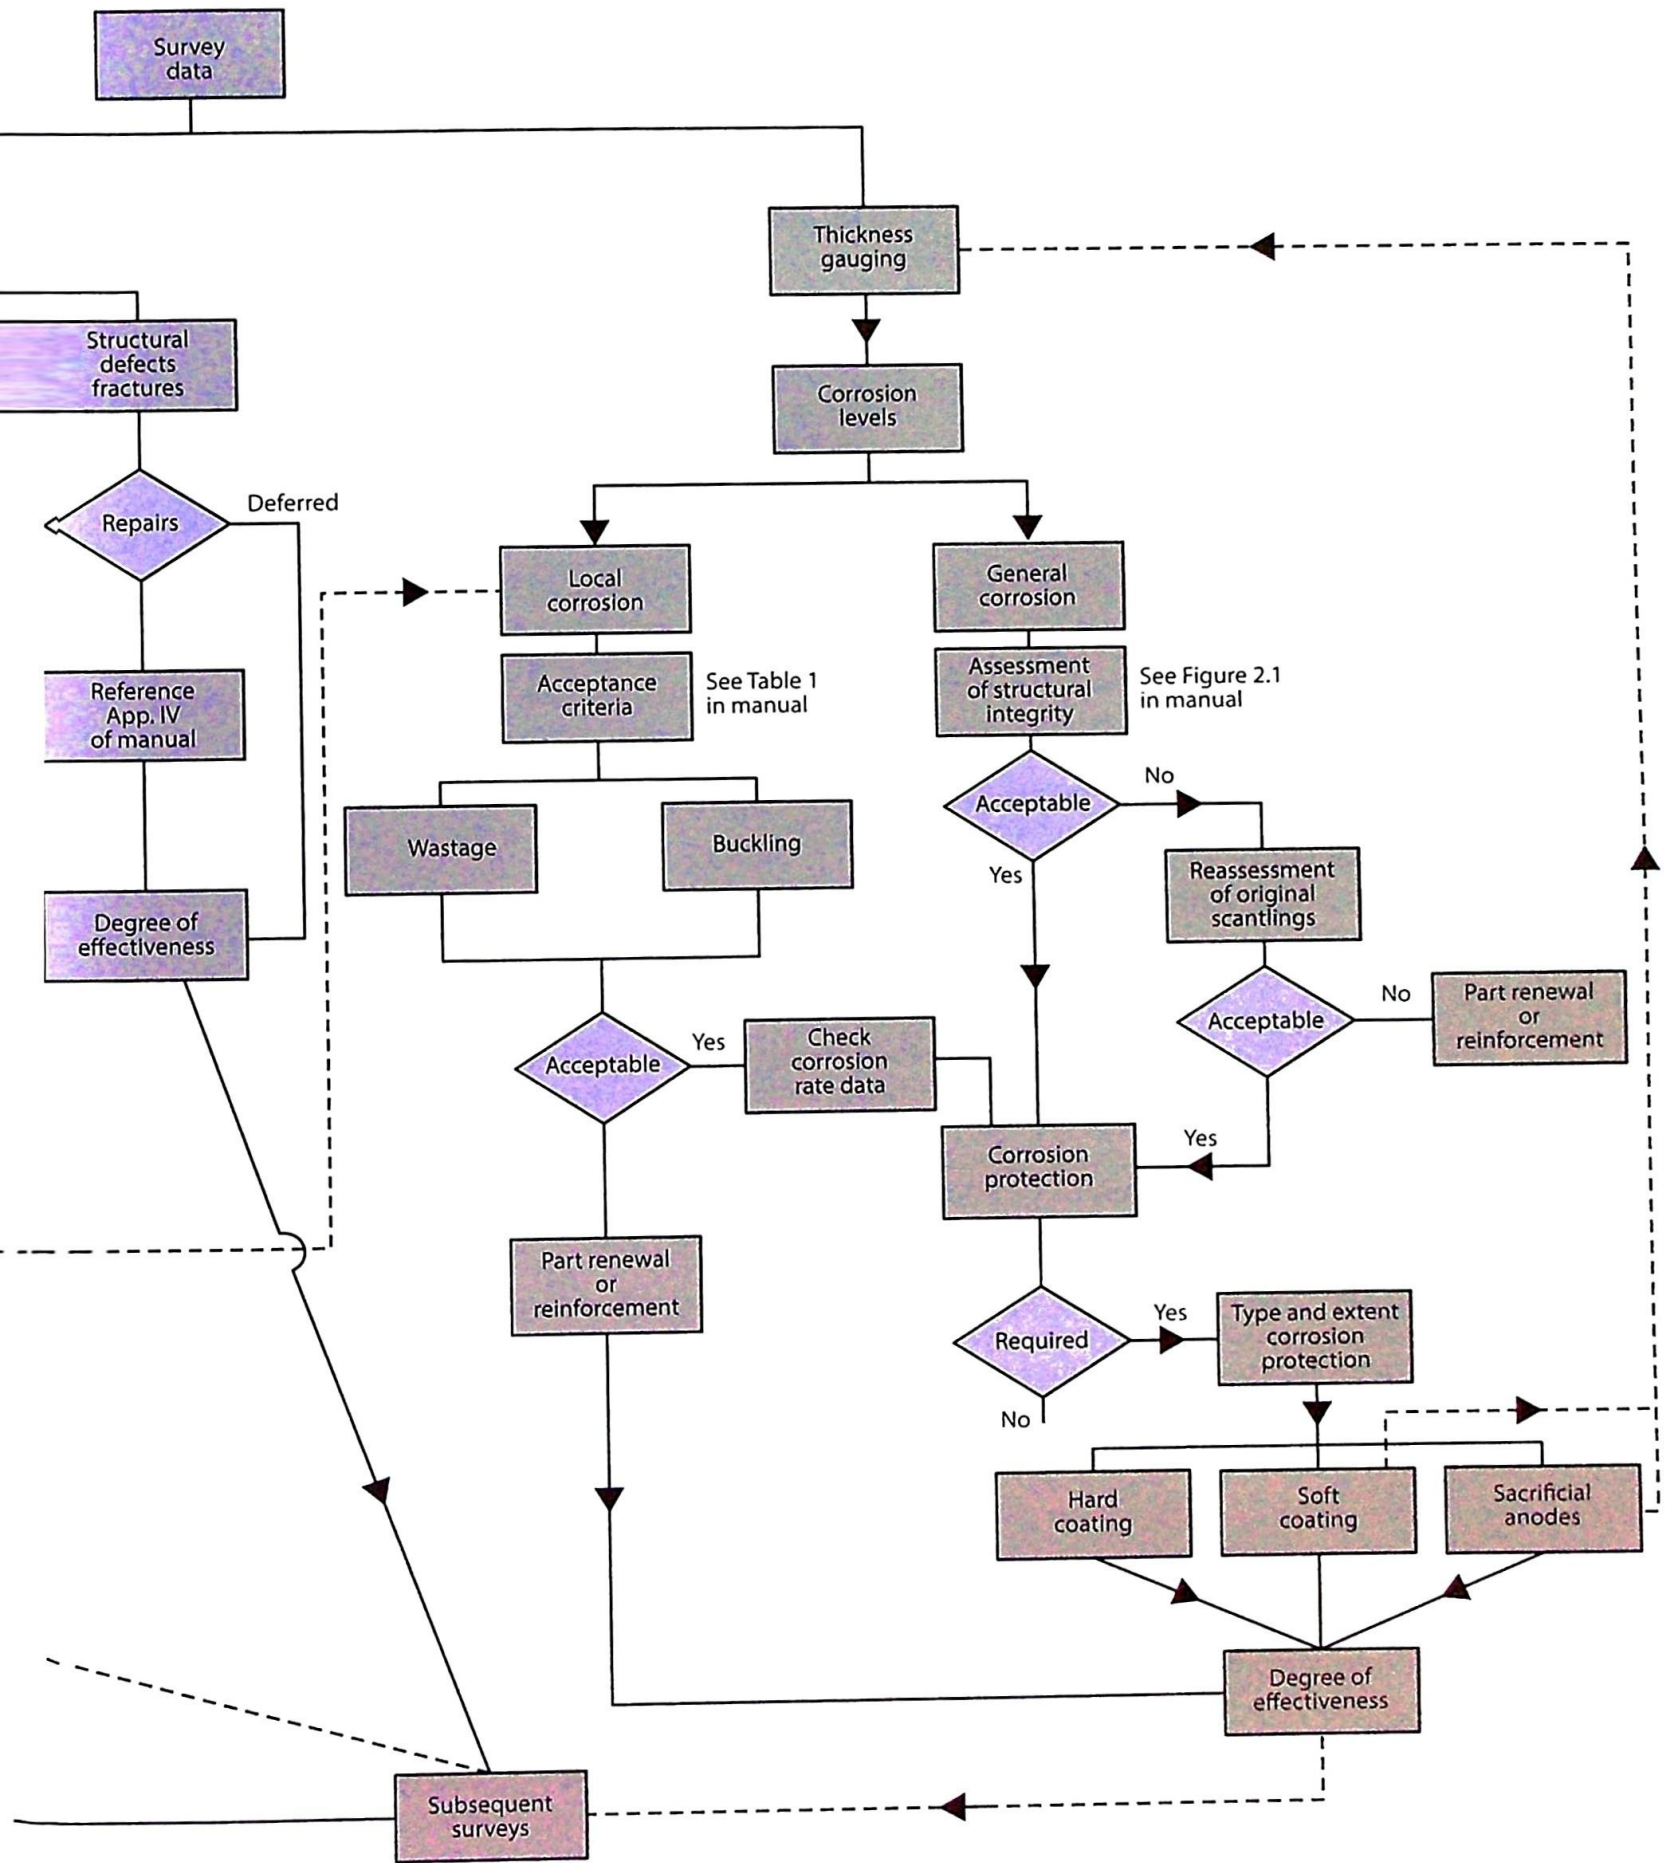 Survey
data
Thickness
gauging
Structural
defects
fractures
Corrosion
levels
Deferred
Repairs
Local
corrosion
General
corrosion
Reference
App. IV
of manual
Acceptance
criteria
See Table 1
in manual
Assessment
of structural
integrity
See Figure 2.1
in manual
No
Acceptable
Yes
Wastage
Buckling
Reassessment
of original
scantlings
Degree of
effectiveness
Acceptable
Yes
Check
corrosion
rate data
Acceptable
No
Part renewal
or
reinforcement
Corrosion
protection
Yes
Part renewal
or
reinforcement
Required
Yes
No
Type and extent
corrosion
protection
Hard
coating
Soft
coating
Sacrificial
anodes
Degree of
effectiveness
Subsequent
surveys